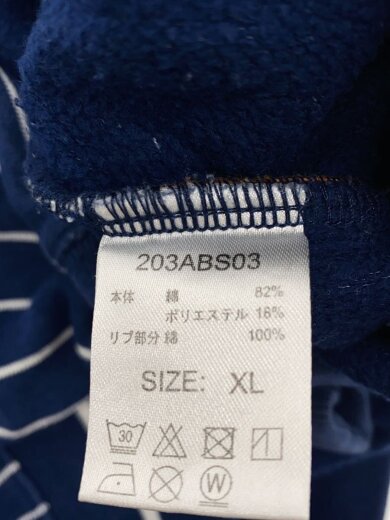 203ABS03
本体 綿 82%
ポリエステル 18%
リブ部分 綿 100%
SIZE: XL
30
W